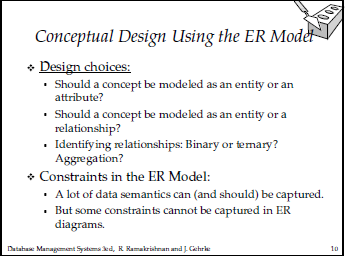 Conceptual Design Using the ER Model
❖ Design choices:
▪ Should a concept be modeled as an entity or an
attribute?
▪ Should a concept be modeled as an entity or a
relationship?
▪ Identifying relationships: Binary or ternary?
Aggregation?
❖ Constraints in the ER Model:
▪ A lot of data semantics can (and should) be captured.
▪ But some constraints cannot be captured in ER
diagrams.
Database Management Systems 3ed, R. Ramakrishnan and J. Gehrke 10